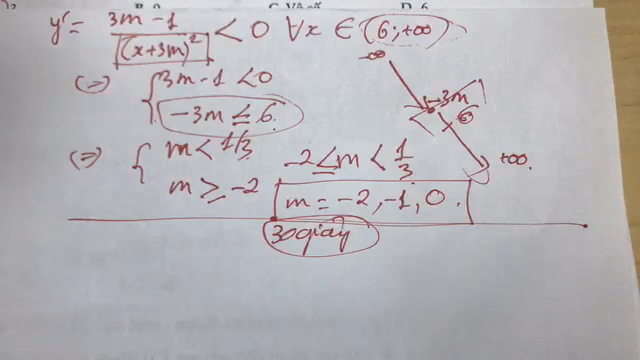 y' = (3m - 1)/(x+3m)² < 0 ∀x ∈ (6; +∞)
-∞
(=) { 3m - 1 < 0
-3m
- 3m ≤ 6
6
+∞
(=) { m < 1/3
-2 ≤ m < 1/3
m ≥ -2
m = -2, -1, 0.
30giây